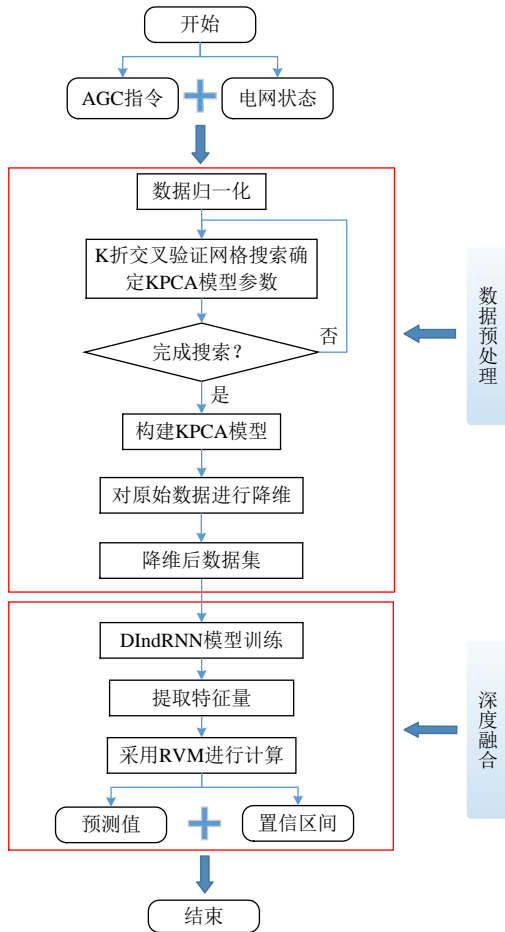 开始
AGC指令
电网状态
数据归一化
K折交叉验证网格搜索确
定KPCA模型参数
完成搜索?
否
是
构建KPCA模型
对原始数据进行降维
降维后数据集
数据预处理
DIndRNN模型训练
提取特征量
采用RVM进行计算
预测值
置信区间
深度融合
结束